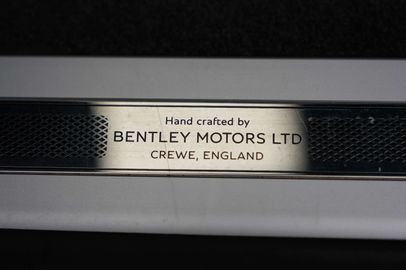 Hand crafted by
BENTLEY MOTORS LTD
CREWE, ENGLAND